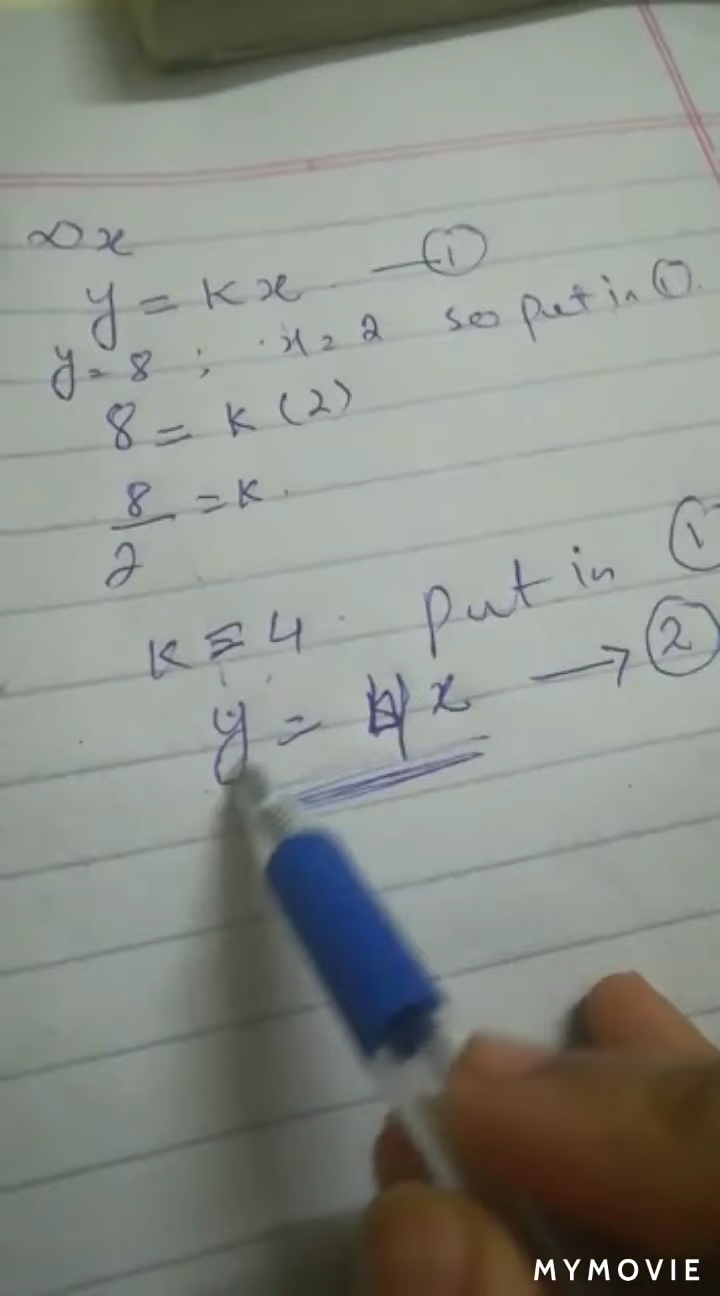 ∝ x
y = kx — ①
y = 8 ; x = 2 so put in ①.
8 = k (2)
8/2 = k.
k = 4. Put in ①
y = 4x → ②
MYMOVIE